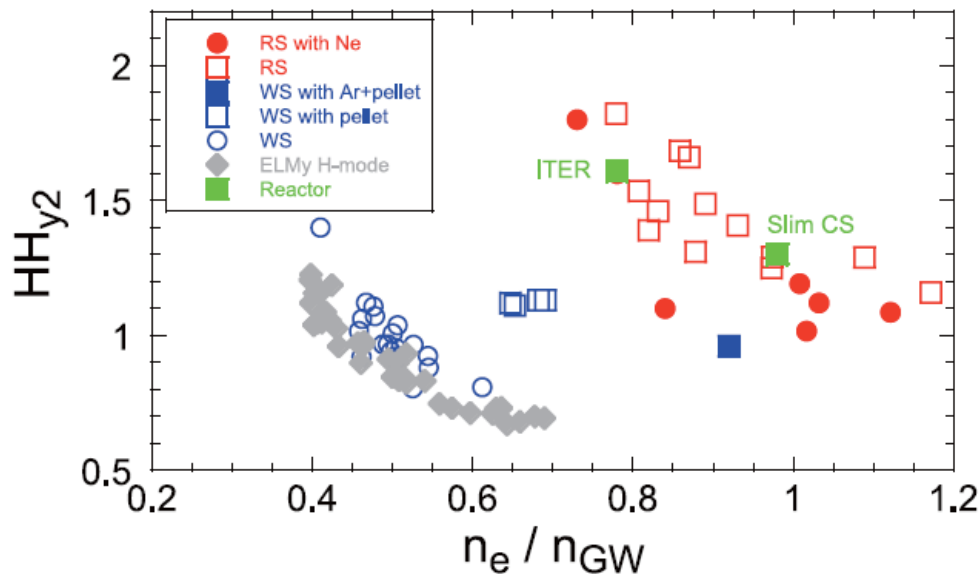 RS with Ne
RS
WS with Ar+pellet
WS with pellet
WS
ELMy H-mode
Reactor
ITER
Slim CS
HHy2
2
1.5
1
0.5
0.2 0.4 0.6 0.8 1 1.2
ne / nGW